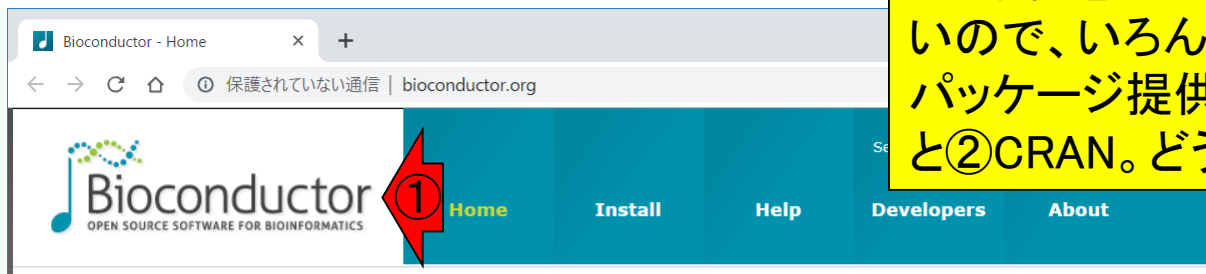 Bioconductor - Home
保護されていない通信 | bioconductor.org
いので、いろん
パッケージ提供
と②CRAN。どう
Bioconductor
OPEN SOURCE SOFTWARE FOR BIOINFORMATICS
①
Home Install Help Developers About